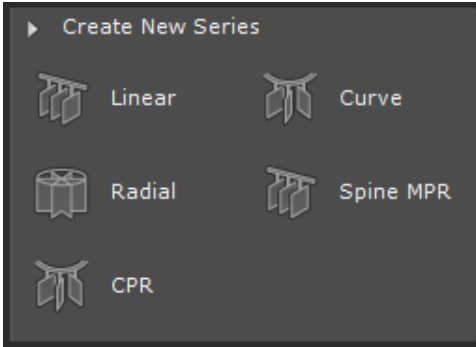 Create New Series
Linear
Curve
Radial
Spine MPR
CPR